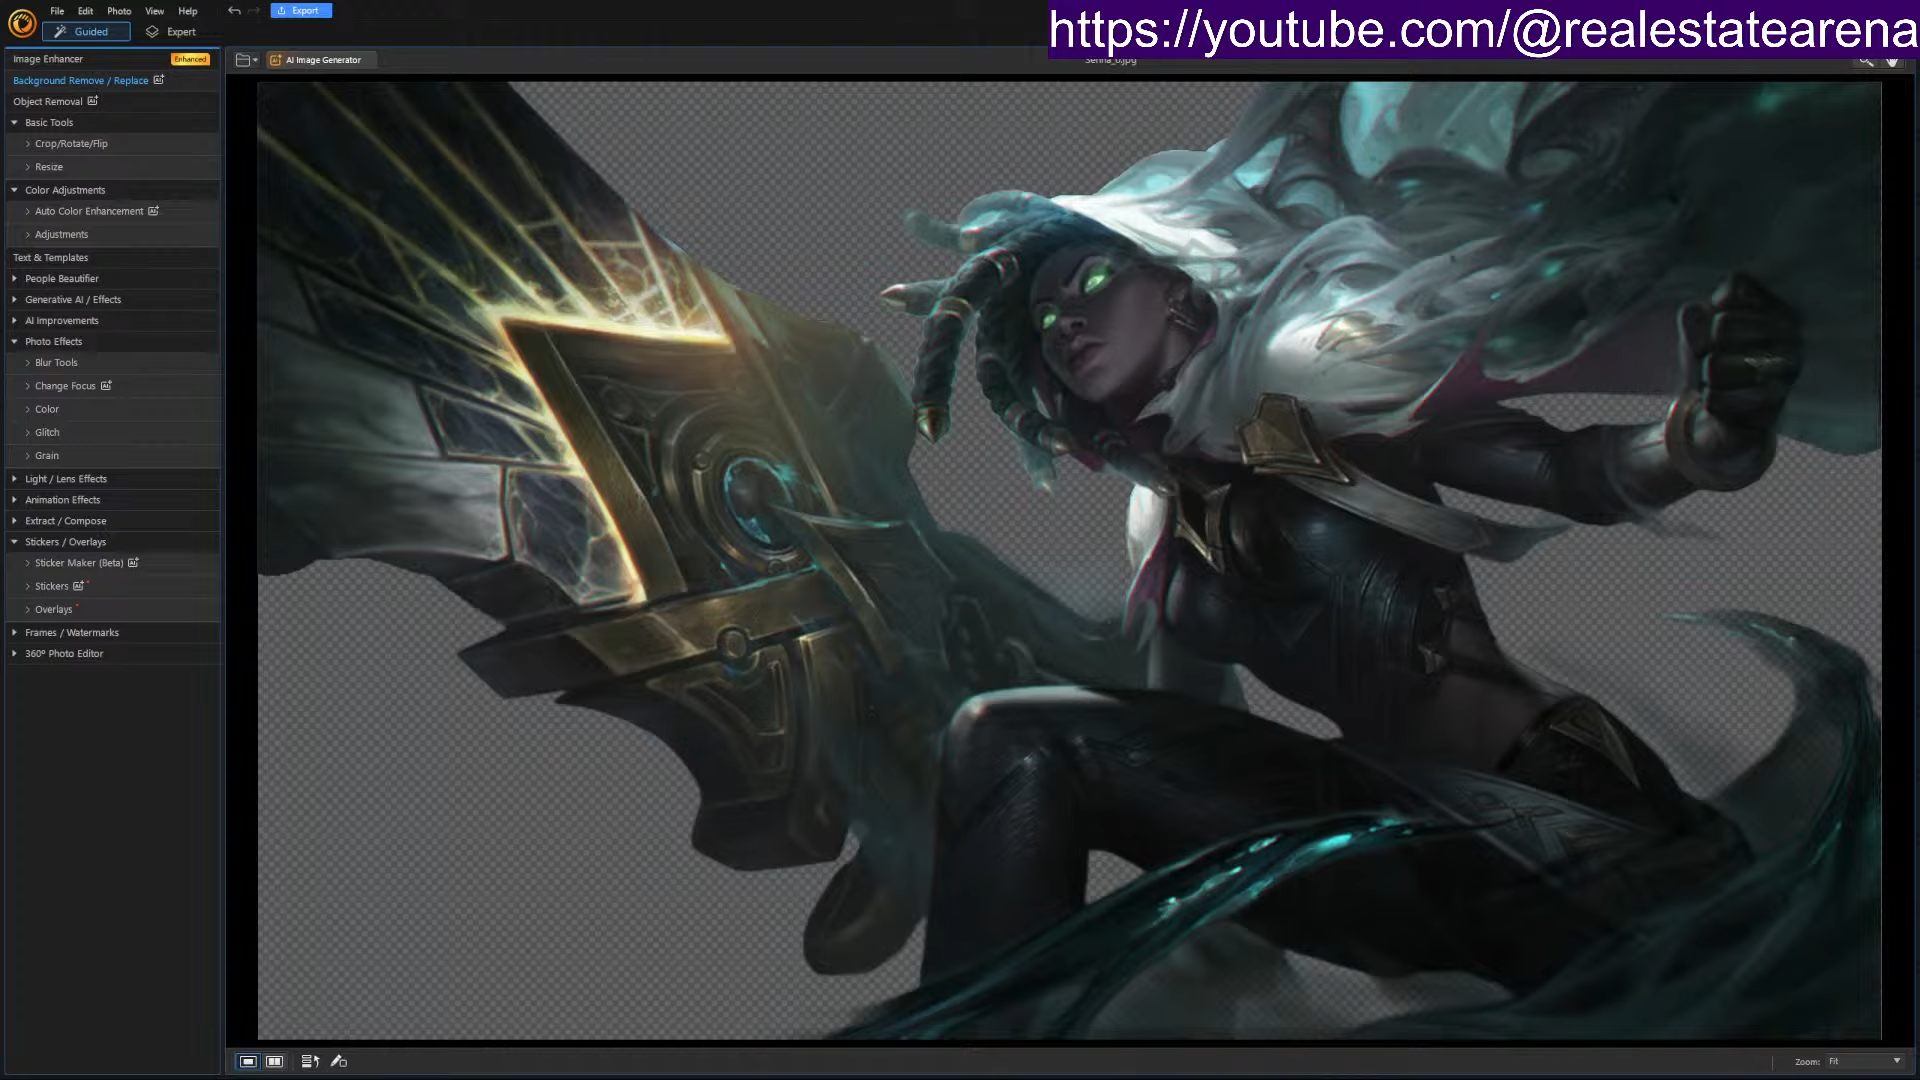 File Edit Photo View Help Export
https://youtube.com/@realestatearena
Guided Expert
Image Enhancer Enhanced
AI Image Generator
Senna_0.jpg
Background Remove / Replace
Object Removal
Basic Tools
Crop/Rotate/Flip
Resize
Color Adjustments
Auto Color Enhancement
Adjustments
Text & Templates
People Beautifier
Generative AI / Effects
AI Improvements
Photo Effects
Blur Tools
Change Focus
Color
Glitch
Grain
Light / Lens Effects
Animation Effects
Extract / Compose
Stickers / Overlays
Sticker Maker (Beta)
Stickers
Overlays
Frames / Watermarks
360º Photo Editor
Zoom: Fit